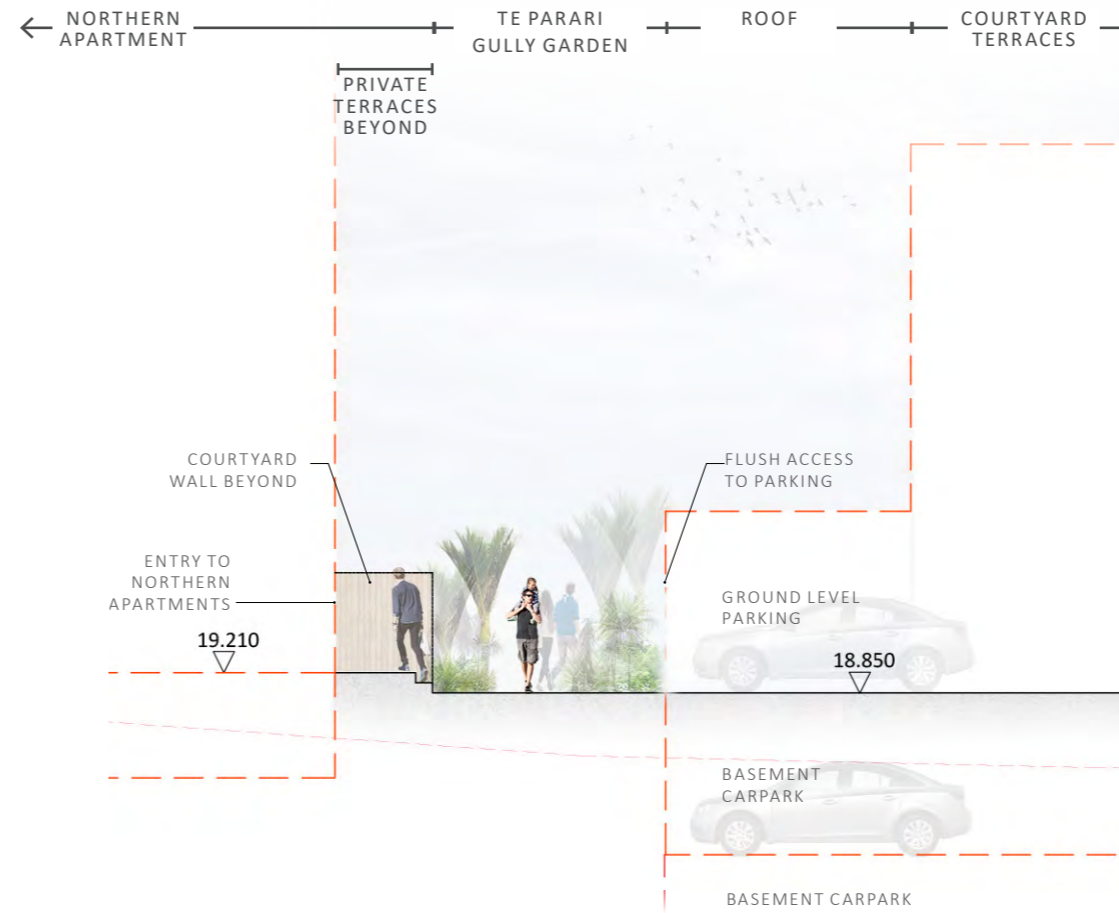 NORTHERN
APARTMENT
TE PARARI
GULLY GARDEN
ROOF
COURTYARD
TERRACES
PRIVATE
TERRACES
BEYOND
COURTYARD
WALL BEYOND
FLUSH ACCESS
TO PARKING
ENTRY TO
NORTHERN
APARTMENTS
GROUND LEVEL
PARKING
19.210
18.850
BASEMENT
CARPARK
BASEMENT CARPARK